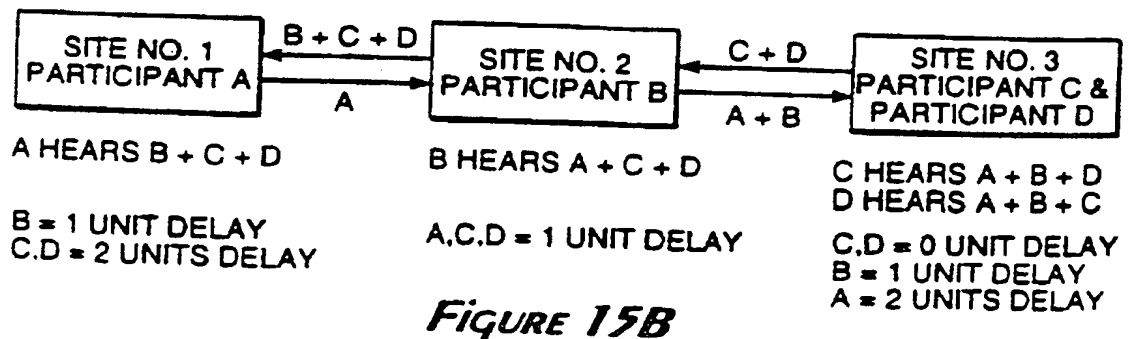 SITE NO. 1
PARTICIPANT A
B + C + D
A
SITE NO. 2
PARTICIPANT B
C + D
A + B
SITE NO. 3
PARTICIPANT C &
PARTICIPANT D
A HEARS B + C + D
B = 1 UNIT DELAY
C,D = 2 UNITS DELAY
B HEARS A + C + D
A,C,D = 1 UNIT DELAY
C HEARS A + B + D
D HEARS A + B + C
C,D = 0 UNIT DELAY
B = 1 UNIT DELAY
A = 2 UNITS DELAY
FIGURE 15B